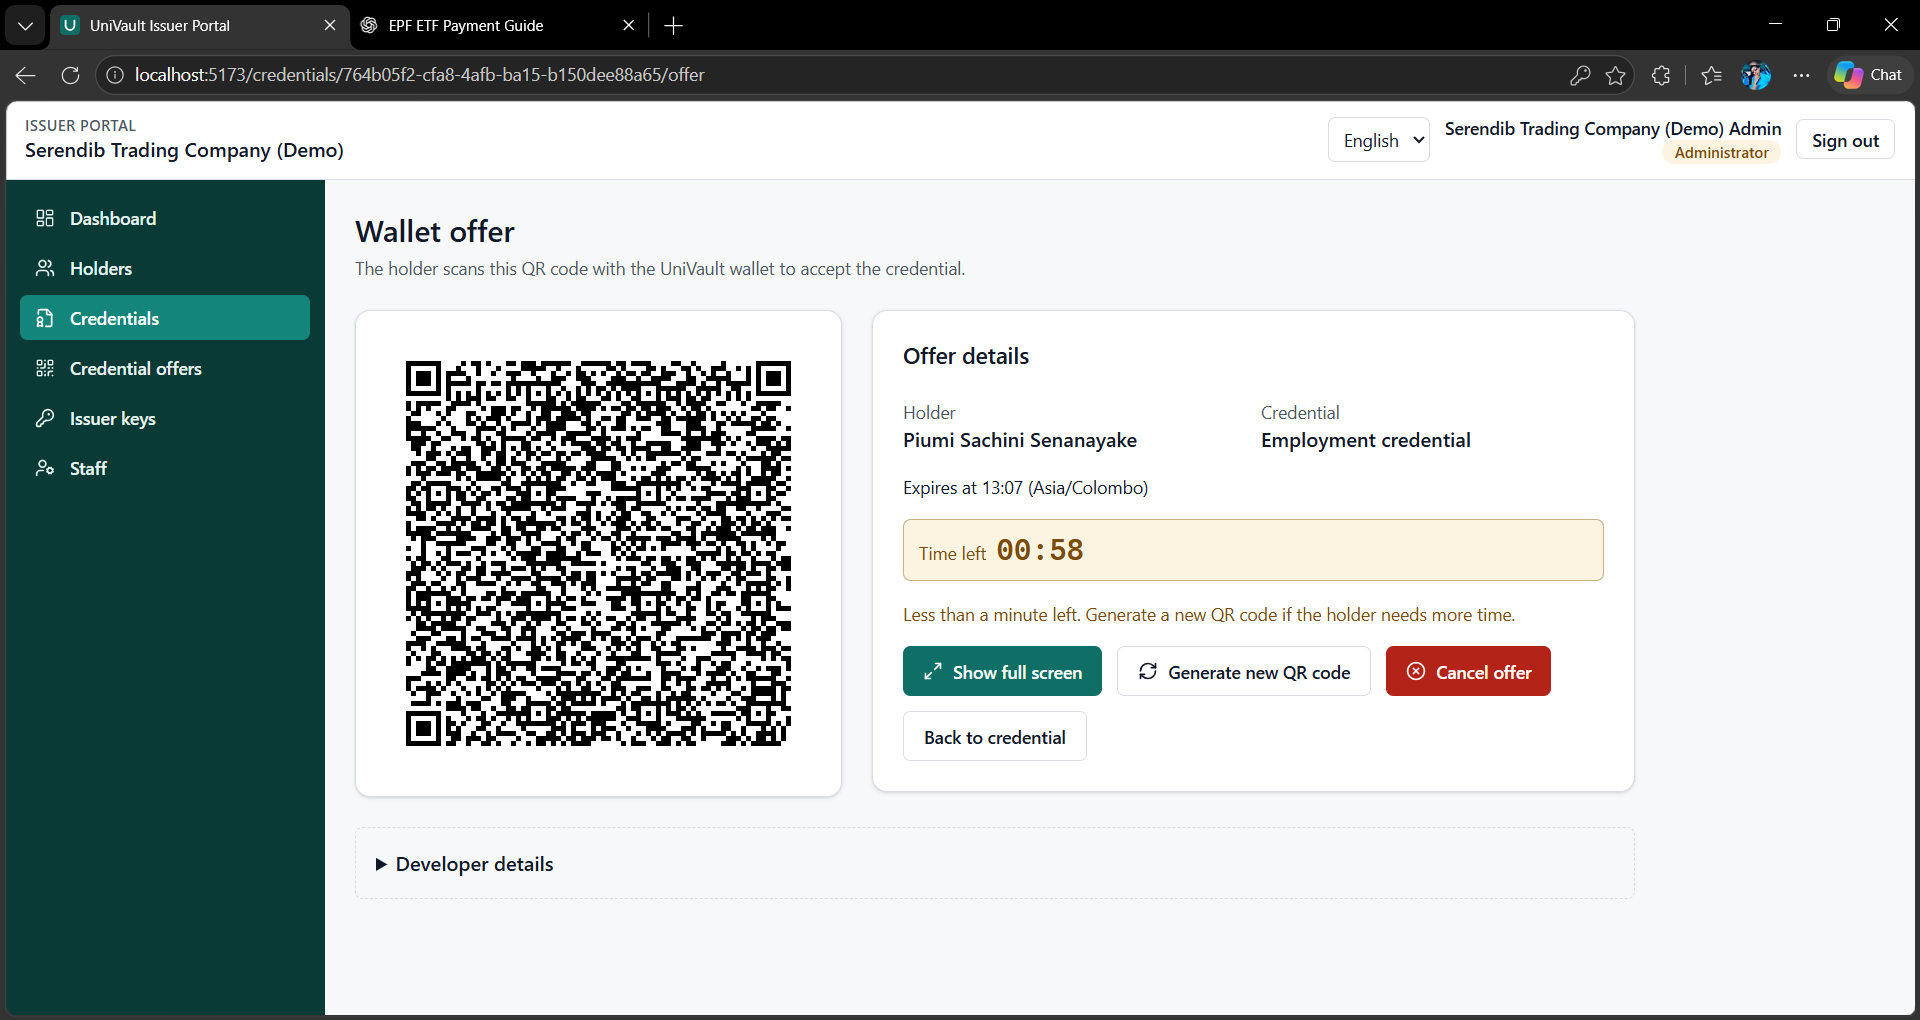 UniVault Issuer Portal
EPF ETF Payment Guide
localhost:5173/credentials/764b05f2-cfa8-4afb-ba15-b150dee88a65/offer
Chat
ISSUER PORTAL
Serendib Trading Company (Demo)
English
Serendib Trading Company (Demo) Admin
Administrator
Sign out
Dashboard
Holders
Credentials
Credential offers
Issuer keys
Staff
Wallet offer
The holder scans this QR code with the UniVault wallet to accept the credential.
Offer details
Holder
Piumi Sachini Senanayake
Credential
Employment credential
Expires at 13:07 (Asia/Colombo)
Time left 00:58
Less than a minute left. Generate a new QR code if the holder needs more time.
Show full screen
Generate new QR code
Cancel offer
Back to credential
Developer details